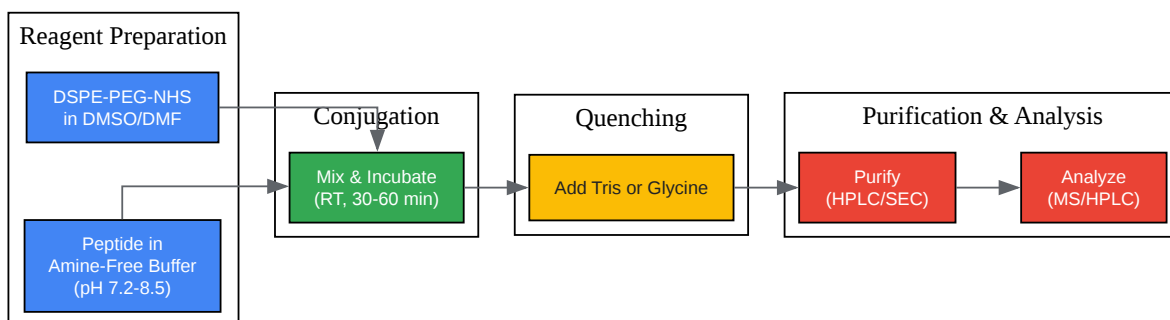 Reagent Preparation
DSPE-PEG-NHS
in DMSO/DMF
Peptide in
Amine-Free Buffer
(pH 7.2-8.5)
Conjugation
Mix & Incubate
(RT, 30-60 min)
Quenching
Add Tris or Glycine
Purification & Analysis
Purify
(HPLC/SEC)
Analyze
(MS/HPLC)